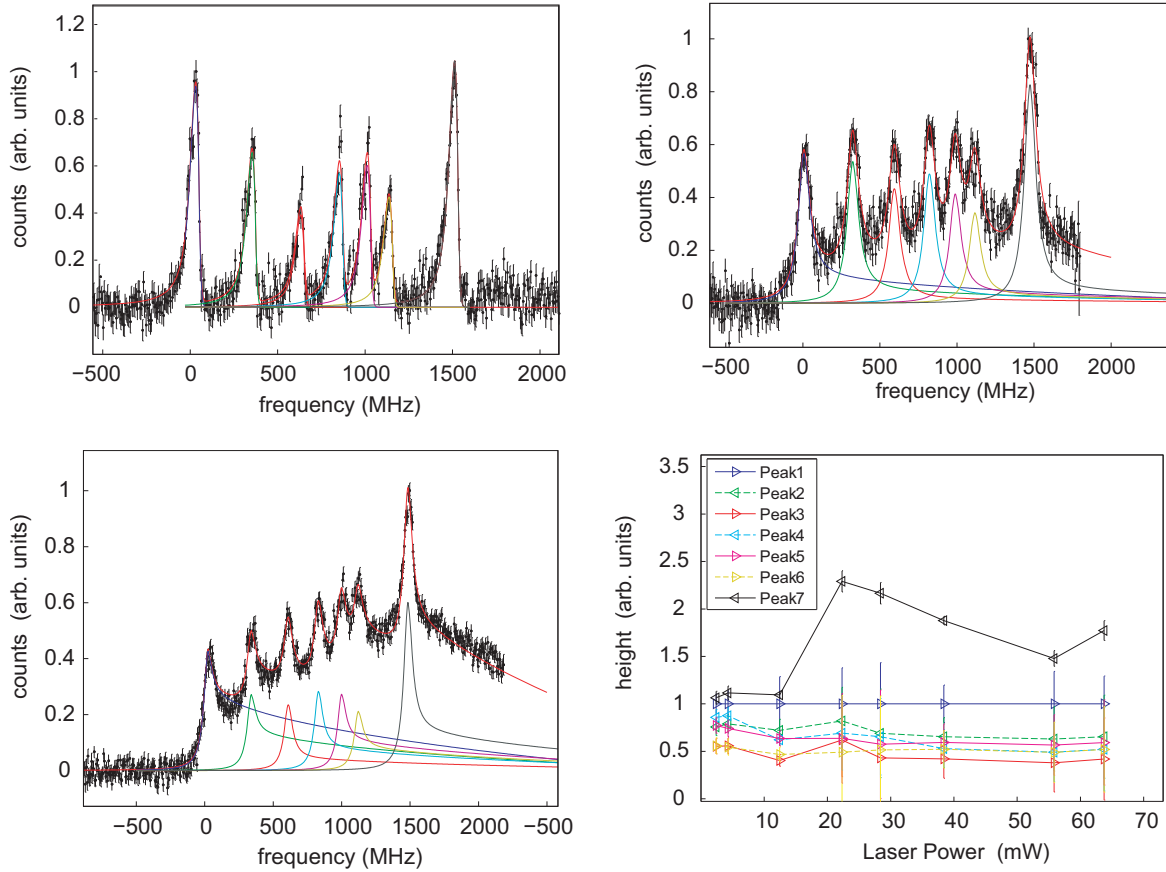 1.2
1
0.8
0.6
0.4
0.2
0
counts (arb. units)
−500 0 500 1000 1500 2000
frequency (MHz)
1
0.8
0.6
0.4
0.2
0
counts (arb. units)
−500 0 500 1000 1500 2000
frequency (MHz)
1
0.8
0.6
0.4
0.2
0
counts (arb. units)
−500 0 500 1000 1500 2000 −500
frequency (MHz)
3.5
3
2.5
2
1.5
1
0.5
0
height (arb. units)
Peak1
Peak2
Peak3
Peak4
Peak5
Peak6
Peak7
10 20 30 40 50 60 70
Laser Power (mW)